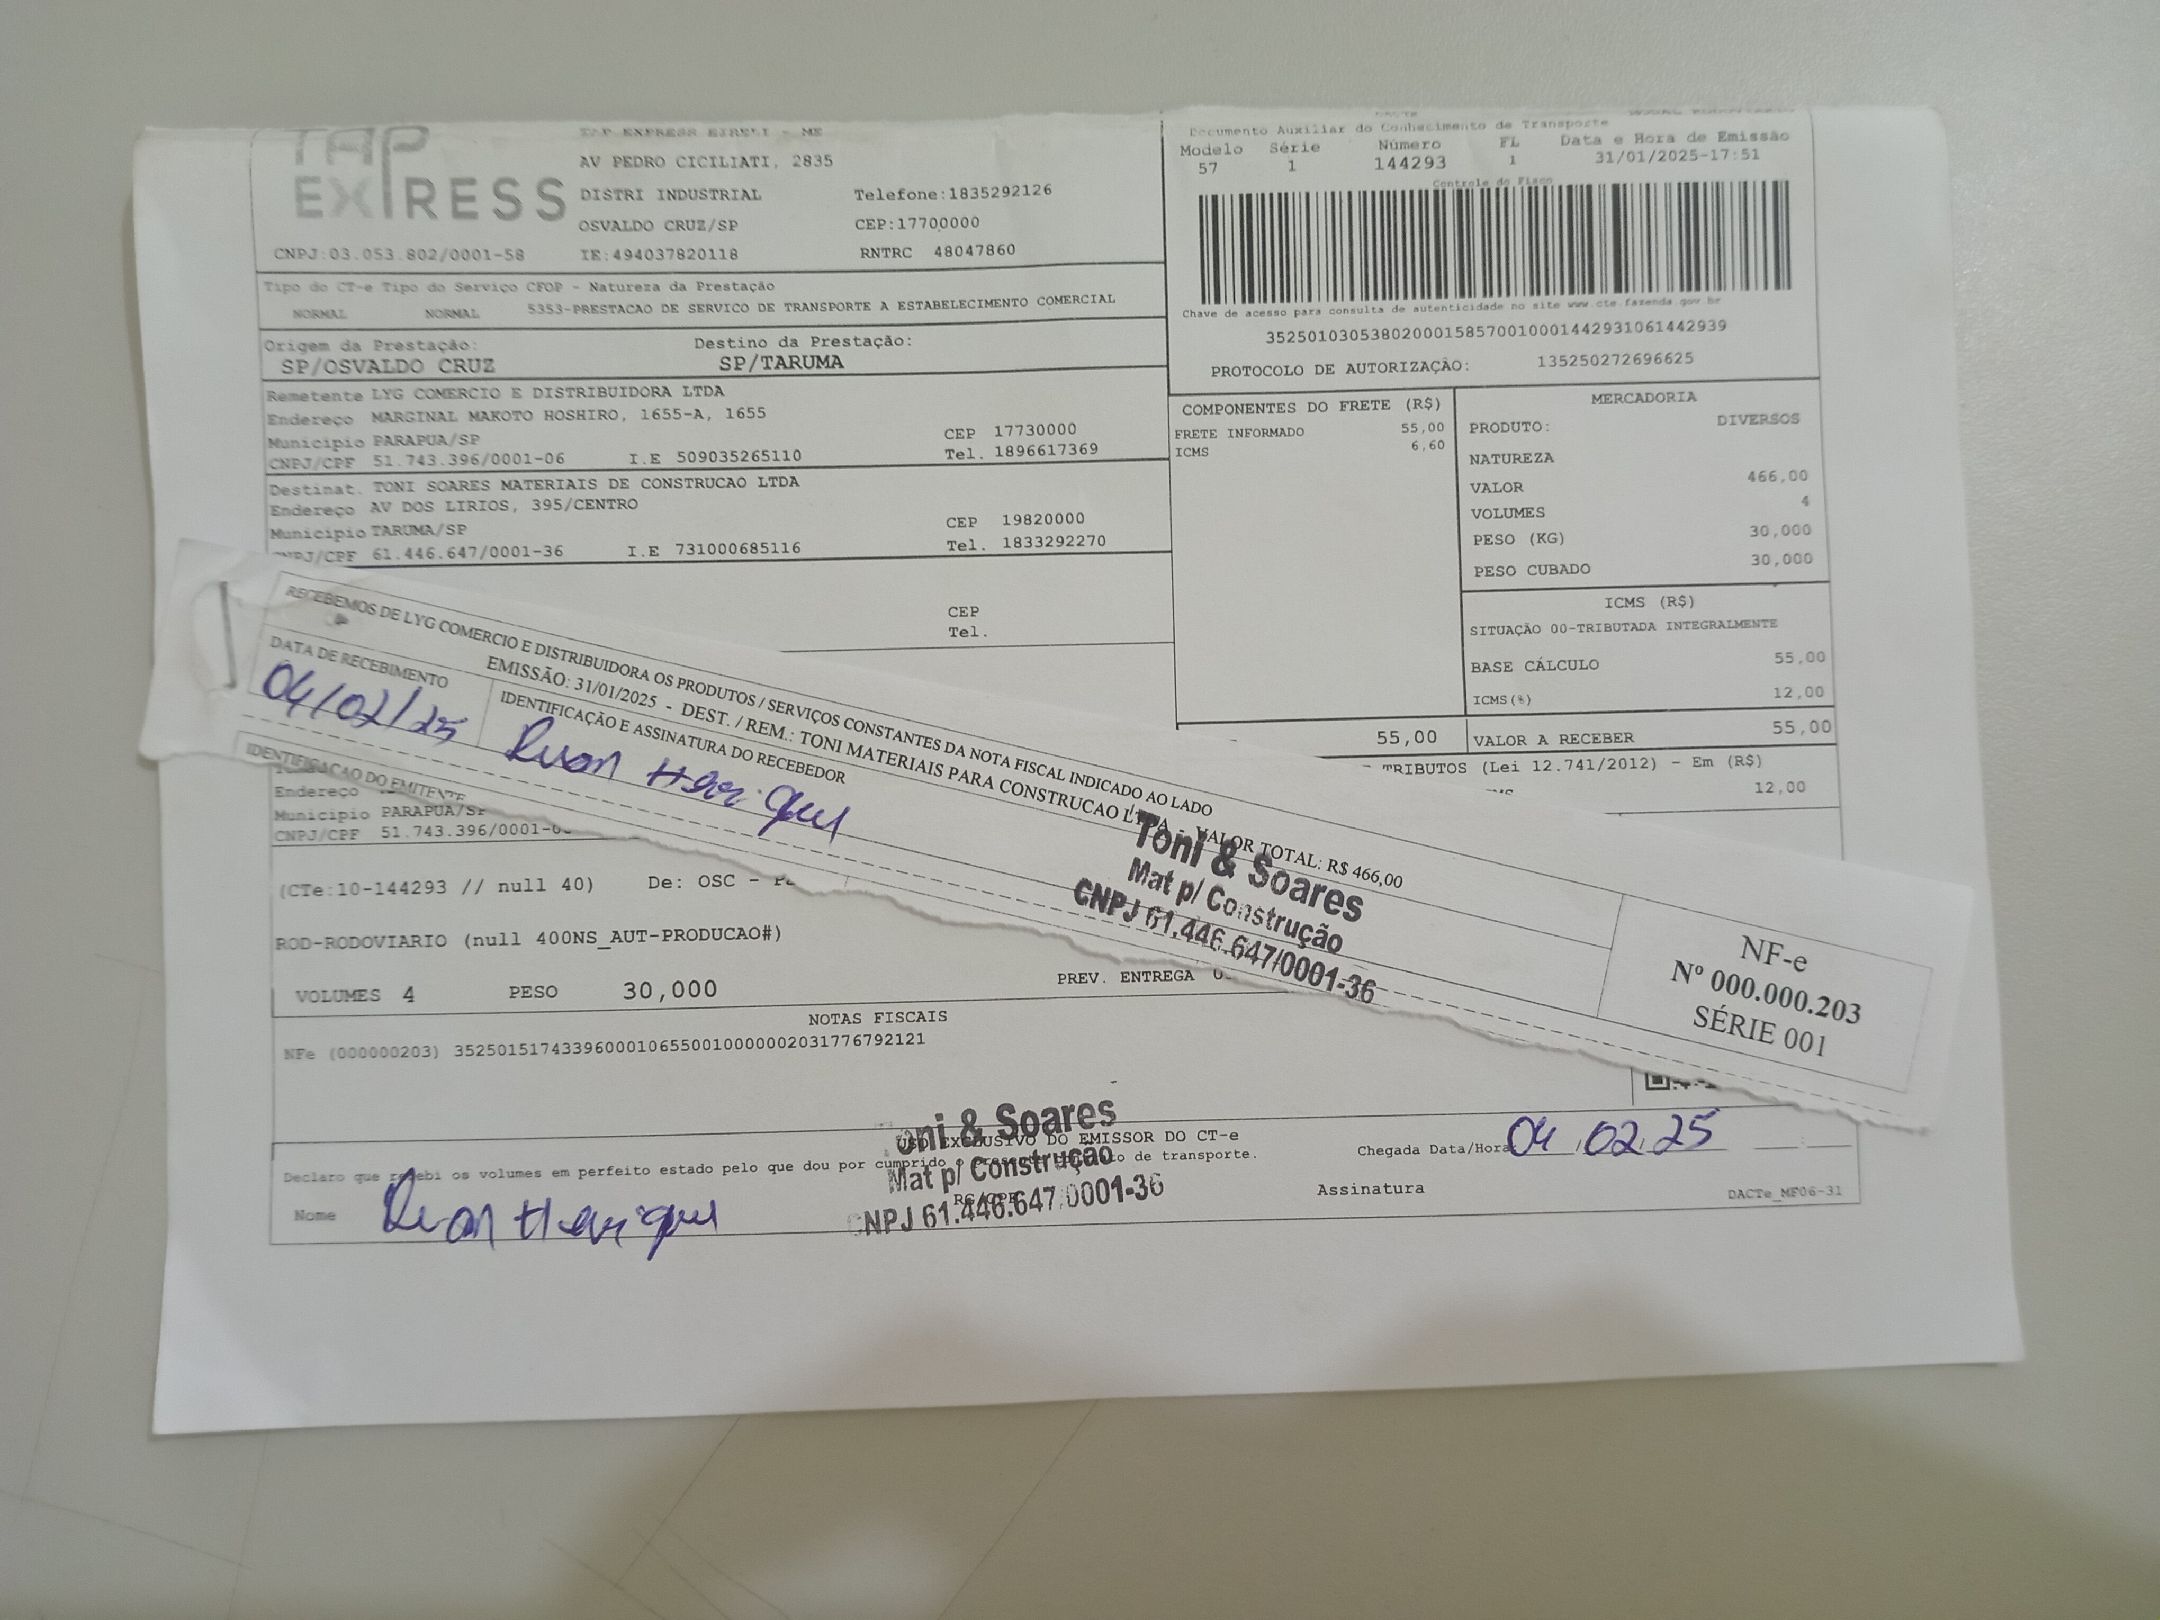 TAP
EXPRESS
TAP EXPRESS EIRELI - ME
AV PEDRO CICILIATI, 2835
DISTRI INDUSTRIAL Telefone:1835292126
OSVALDO CRUZ/SP CEP:17700000
CNPJ:03.053.802/0001-58 IE:494037820118 RNTRC 48047860
Documento Auxiliar do Conhecimento de Transporte
Modelo Série Número FL Data e Hora de Emissão
57 1 144293 1 31/01/2025-17:51
Controle do Fisco
Chave de acesso para consulta de autenticidade no site www.cte.fazenda.gov.br
35250103053802000158570010001442931061442939
PROTOCOLO DE AUTORIZAÇÃO: 135250272696625
Tipo do CT-e Tipo do Serviço CFOP - Natureza da Prestação
NORMAL NORMAL 5353-PRESTACAO DE SERVICO DE TRANSPORTE A ESTABELECIMENTO COMERCIAL
Origem da Prestação: Destino da Prestação:
SP/OSVALDO CRUZ SP/TARUMA
Remetente LYG COMERCIO E DISTRIBUIDORA LTDA
Endereço MARGINAL MAKOTO HOSHIRO, 1655-A, 1655
Municipio PARAPUA/SP CEP 17730000
CNPJ/CPF 51.743.396/0001-06 I.E 509035265110 Tel. 1896617369
Destinat. TONI SOARES MATERIAIS DE CONSTRUCAO LTDA
Endereço AV DOS LIRIOS, 395/CENTRO
Municipio TARUMA/SP CEP 19820000
CNPJ/CPF 61.446.647/0001-36 I.E 731000685116 Tel. 1833292270
CEP
Tel.
COMPONENTES DO FRETE (R$)
FRETE INFORMADO 55,00
ICMS 6,60
MERCADORIA
PRODUTO: DIVERSOS
NATUREZA
VALOR 466,00
VOLUMES 4
PESO (KG) 30,000
PESO CUBADO 30,000
ICMS (R$)
SITUAÇÃO 00-TRIBUTADA INTEGRALMENTE
BASE CÁLCULO 55,00
ICMS(%) 12,00
55,00 VALOR A RECEBER 55,00
TRIBUTOS (Lei 12.741/2012) - Em (R$)
12,00
RECEBEMOS DE LYG COMERCIO E DISTRIBUIDORA OS PRODUTOS / SERVIÇOS CONSTANTES DA NOTA FISCAL INDICADO AO LADO
EMISSÃO: 31/01/2025 - DEST. / REM.: TONI MATERIAIS PARA CONSTRUCAO LTDA - VALOR TOTAL: R$ 466,00
DATA DE RECEBIMENTO IDENTIFICAÇÃO E ASSINATURA DO RECEBEDOR
04/02/25 Ruan Henrique
Toni & Soares
Mat p/ Construção
CNPJ 61.446.647/0001-36
NF-e
Nº 000.000.203
SÉRIE 001
IDENTIFICACAO DO EMITENTE
Endereço
Municipio PARAPUA/SP
CNPJ/CPF 51.743.396/0001-0
(CTe:10-144293 // null 40) De: OSC -
ROD-RODOVIARIO (null 400NS_AUT-PRODUCAO#)
VOLUMES 4 PESO 30,000 PREV. ENTREGA
NOTAS FISCAIS
NFe (000000203) 35250151743396000106550010000002031776792121
Toni & Soares
Mat p/ Construção
CNPJ 61.446.647/0001-36
USO EXCLUSIVO DO EMISSOR DO CT-e
Declaro que recebi os volumes em perfeito estado pelo que dou por cumprido o de transporte.
Chegada Data/Hora 04/02/25
Nome Ruan Henrique RG/CPF Assinatura
DACTe_MF06-31